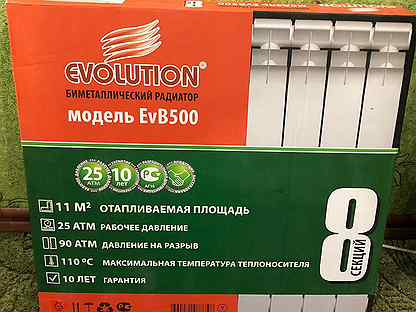 EVOLUTION®
БИМЕТАЛЛИЧЕСКИЙ РАДИАТОР
модель EvB500
25 АТМ
10 ЛЕТ
11 М² ОТАПЛИВАЕМАЯ ПЛОЩАДЬ
25 АТМ РАБОЧЕЕ ДАВЛЕНИЕ
90 АТМ ДАВЛЕНИЕ НА РАЗРЫВ
110 ºС МАКСИМАЛЬНАЯ ТЕМПЕРАТУРА ТЕПЛОНОСИТЕЛЯ
10 ЛЕТ ГАРАНТИЯ
8 СЕКЦИЙ